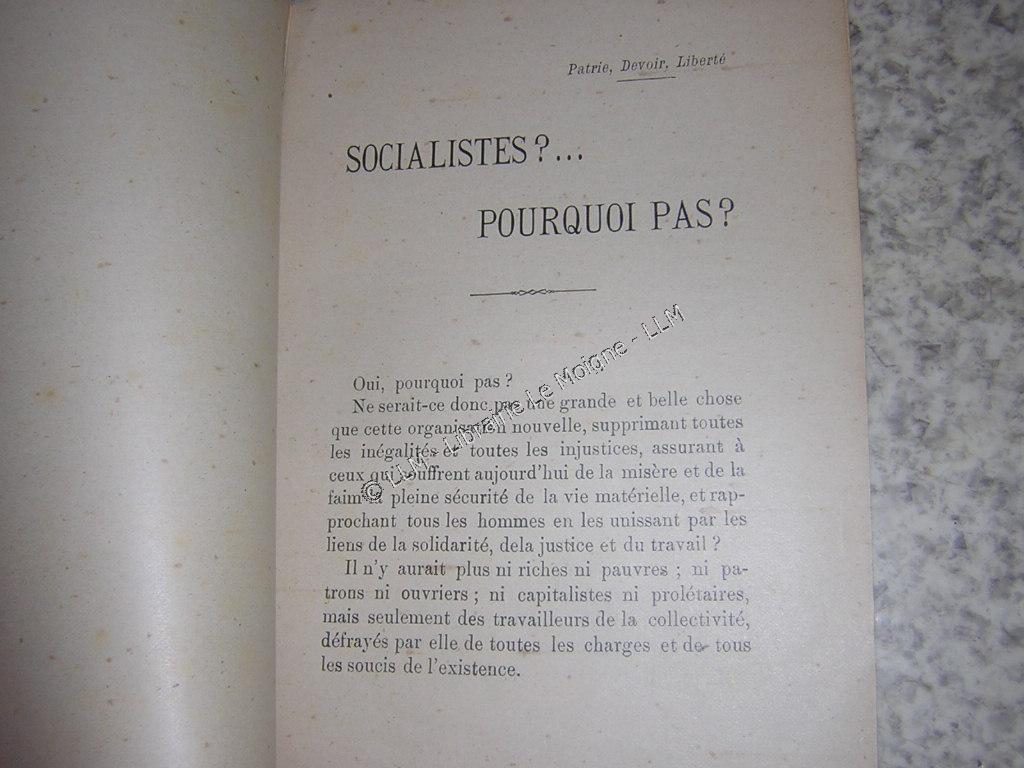 Patrie, Devoir, Liberté
SOCIALISTES ?...
POURQUOI PAS ?
Oui, pourquoi pas ?
Ne serait-ce donc pas une grande et belle chose
que cette organisation nouvelle, supprimant toutes
les inégalités et toutes les injustices, assurant à
ceux qui souffrent aujourd'hui de la misère et de la
faim la pleine sécurité de la vie matérielle, et rap-
prochant tous les hommes en les unissant par les
liens de la solidarité, dela justice et du travail ?
Il n'y aurait plus ni riches ni pauvres ; ni pa-
trons ni ouvriers ; ni capitalistes ni prolétaires,
mais seulement des travailleurs de la collectivité,
défrayés par elle de toutes les charges et de tous
les soucis de l'existence.
© LLM - Librairie Le Moigne - LLM